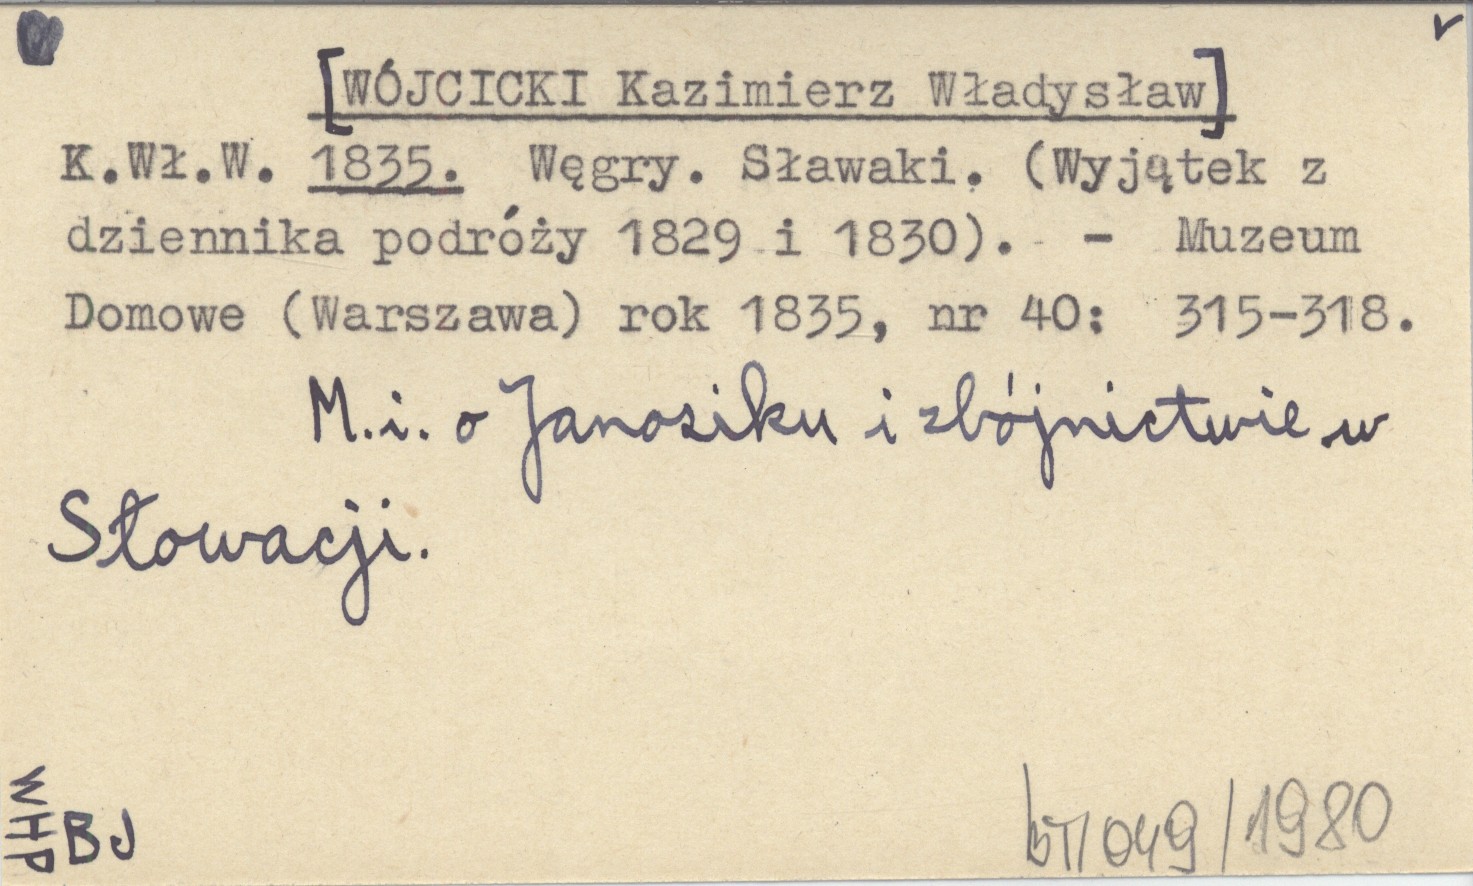 [WÓJCICKI Kazimierz Władysław]
K.Wł.W. 1835. Węgry. Sławaki. (Wyjątek z
dziennika podróży 1829 i 1830). - Muzeum
Domowe (Warszawa) rok 1835, nr 40: 315-318.
M.i. o Janosiku i zbójnictwie w
Słowacji.
WHP
BJ
049/1980